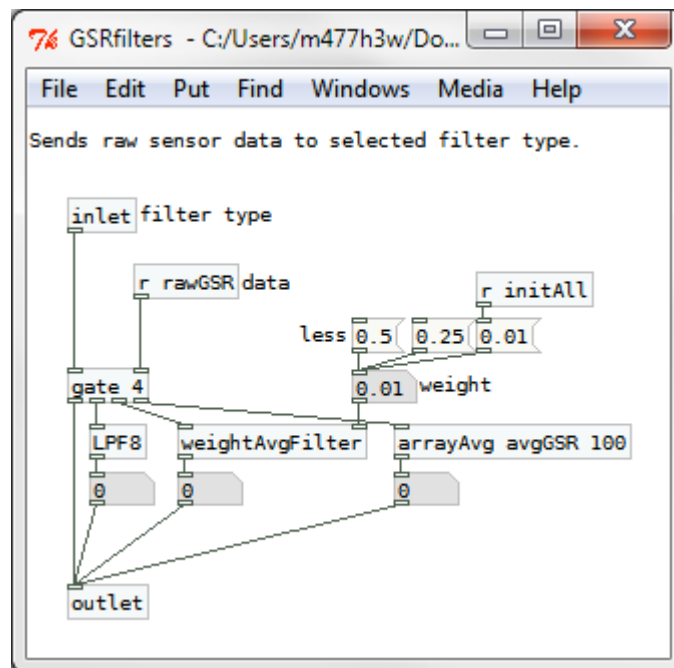 GSRfilters - C:/Users/m477h3w/Do...
File Edit Put Find Windows Media Help
Sends raw sensor data to selected filter type.
inlet filter type
r rawGSR data
r initAll
less 0.5 0.25 0.01
gate 4
0.01 weight
LPF8 weightAvgFilter arrayAvg avgGSR 100
0 0 0
outlet